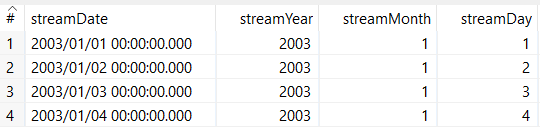 # streamDate streamYear streamMonth streamDay
1 2003/01/01 00:00:00.000 2003 1 1
2 2003/01/02 00:00:00.000 2003 1 2
3 2003/01/03 00:00:00.000 2003 1 3
4 2003/01/04 00:00:00.000 2003 1 4